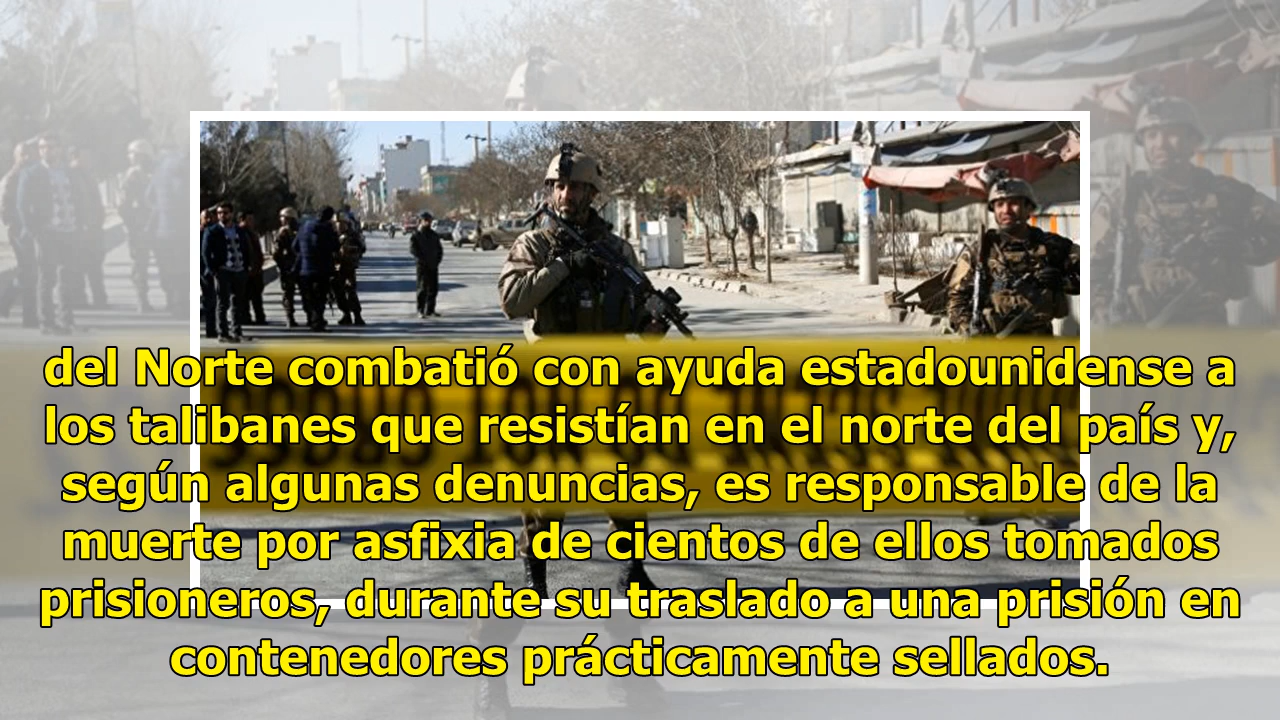 del Norte combatió con ayuda estadounidense a
los talibanes que resistían en el norte del país y,
según algunas denuncias, es responsable de la
muerte por asfixia de cientos de ellos tomados
prisioneros, durante su traslado a una prisión en
contenedores prácticamente sellados.